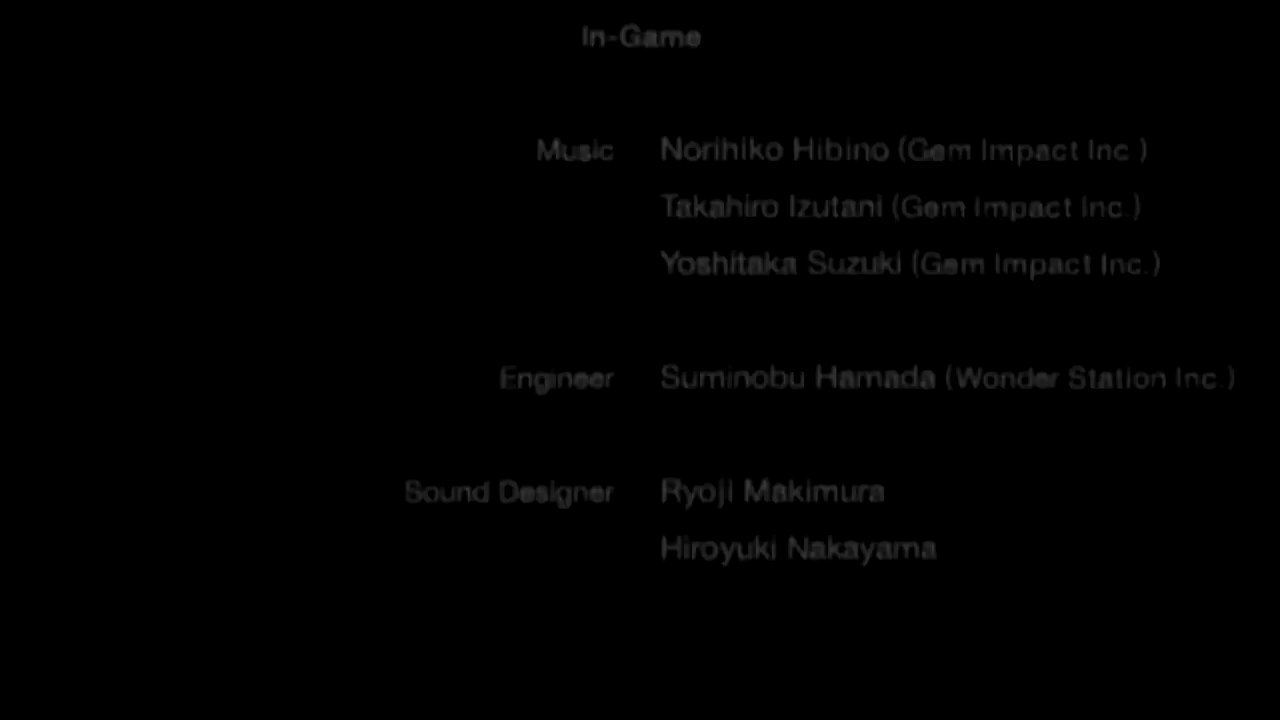 In-Game
Music Norihiko Hibino (Gem Impact Inc.)
Takahiro Izutani (Gem Impact Inc.)
Yoshitaka Suzuki (Gem Impact Inc.)
Engineer Suminobu Hamada (Wonder Station Inc.)
Sound Designer Ryoji Makimura
Hiroyuki Nakayama